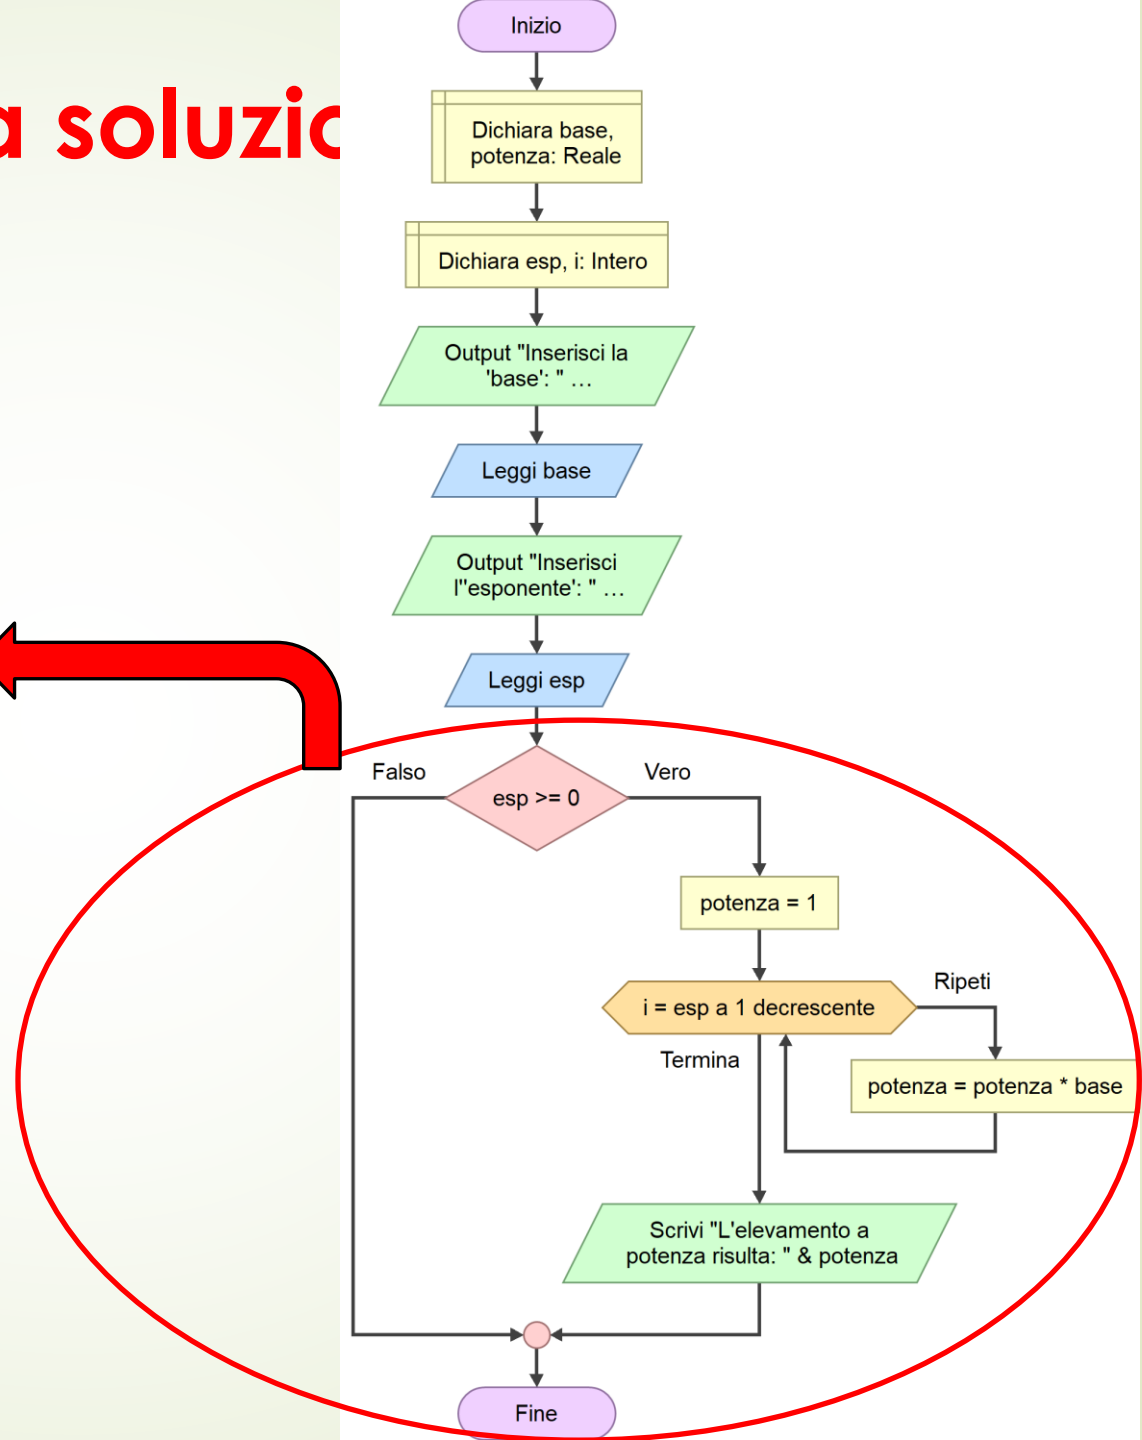 Inizio
a soluzio
Dichiara base,
potenza: Reale
Dichiara esp, i: Intero
Output "Inserisci la
'base': " …
Leggi base
Output "Inserisci
l''esponente': " …
Leggi esp
Falso
Vero
esp >= 0
potenza = 1
Ripeti
i = esp a 1 decrescente
Termina
potenza = potenza * base
Scrivi "L'elevamento a
potenza risulta: " & potenza
Fine